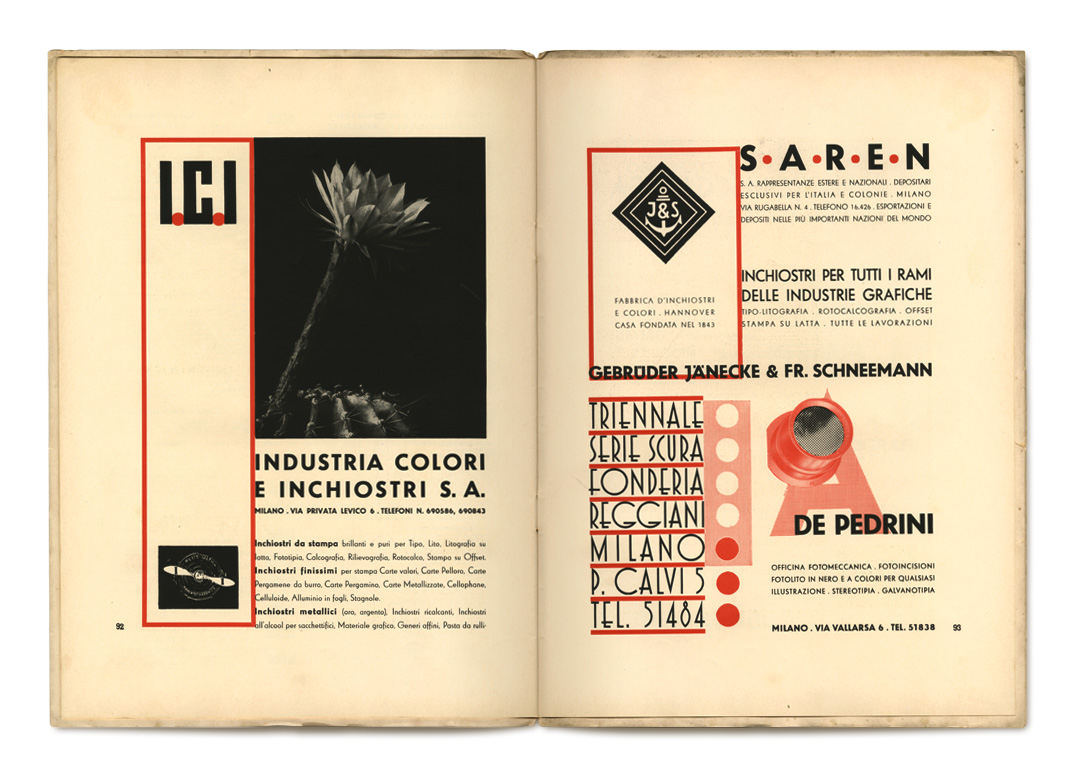 I.C.I
INDUSTRIA COLORI
E INCHIOSTRI S. A.
MILANO . VIA PRIVATA LEVICO 6 . TELEFONI N. 690586, 690843
Inchiostri da stampa brillanti e puri per Tipo, Lito, Litografia su
latta, Fototipia, Calcografia, Rilievografia, Rotocalco, Stampa su Offset.
Inchiostri finissimi per stampa Carte valori, Carte Pelloro, Carte
Pergamene da burro, Carte Pergamino, Carte Metallizzate, Cellophane,
Celluloide, Alluminio in fogli, Stagnole.
Inchiostri metallici (oro, argento), Inchiostri ricalcanti, Inchiostri
all'alcool per sacchettifici, Materiale grafico, Generi affini, Pasta da rulli.
92
J&S
FABBRICA D'INCHIOSTRI
E COLORI . HANNOVER
CASA FONDATA NEL 1843
S·A·R·E·N
S. A. RAPPRESENTANZE ESTERE E NAZIONALI . DEPOSITARI
ESCLUSIVI PER L'ITALIA E COLONIE . MILANO
VIA RUGABELLA N. 4 . TELEFONO 16.426 . ESPORTAZIONI E
DEPOSITI NELLE PIÙ IMPORTANTI NAZIONI DEL MONDO
INCHIOSTRI PER TUTTI I RAMI
DELLE INDUSTRIE GRAFICHE
TIPO-LITOGRAFIA . ROTOCALCOGRAFIA . OFFSET
STAMPA SU LATTA . TUTTE LE LAVORAZIONI
GEBRÜDER JÄNECKE & FR. SCHNEEMANN
TRIENNALE
SERIE SCURA
FONDERIA
REGGIANI
MILANO
P. CALVI 5
TEL. 51484
A
DE PEDRINI
OFFICINA FOTOMECCANICA . FOTOINCISIONI
FOTOLITO IN NERO E A COLORI PER QUALSIASI
ILLUSTRAZIONE . STEREOTIPIA . GALVANOTIPIA
MILANO . VIA VALLARSA 6 . TEL. 51838
93